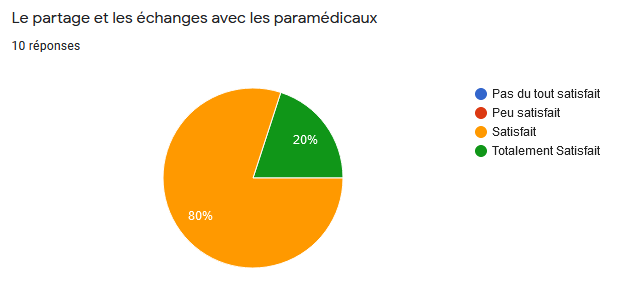 Le partage et les échanges avec les paramédicaux
10 réponses
Pas du tout satisfait
Peu satisfait
Satisfait
Totalement Satisfait
20%
80%